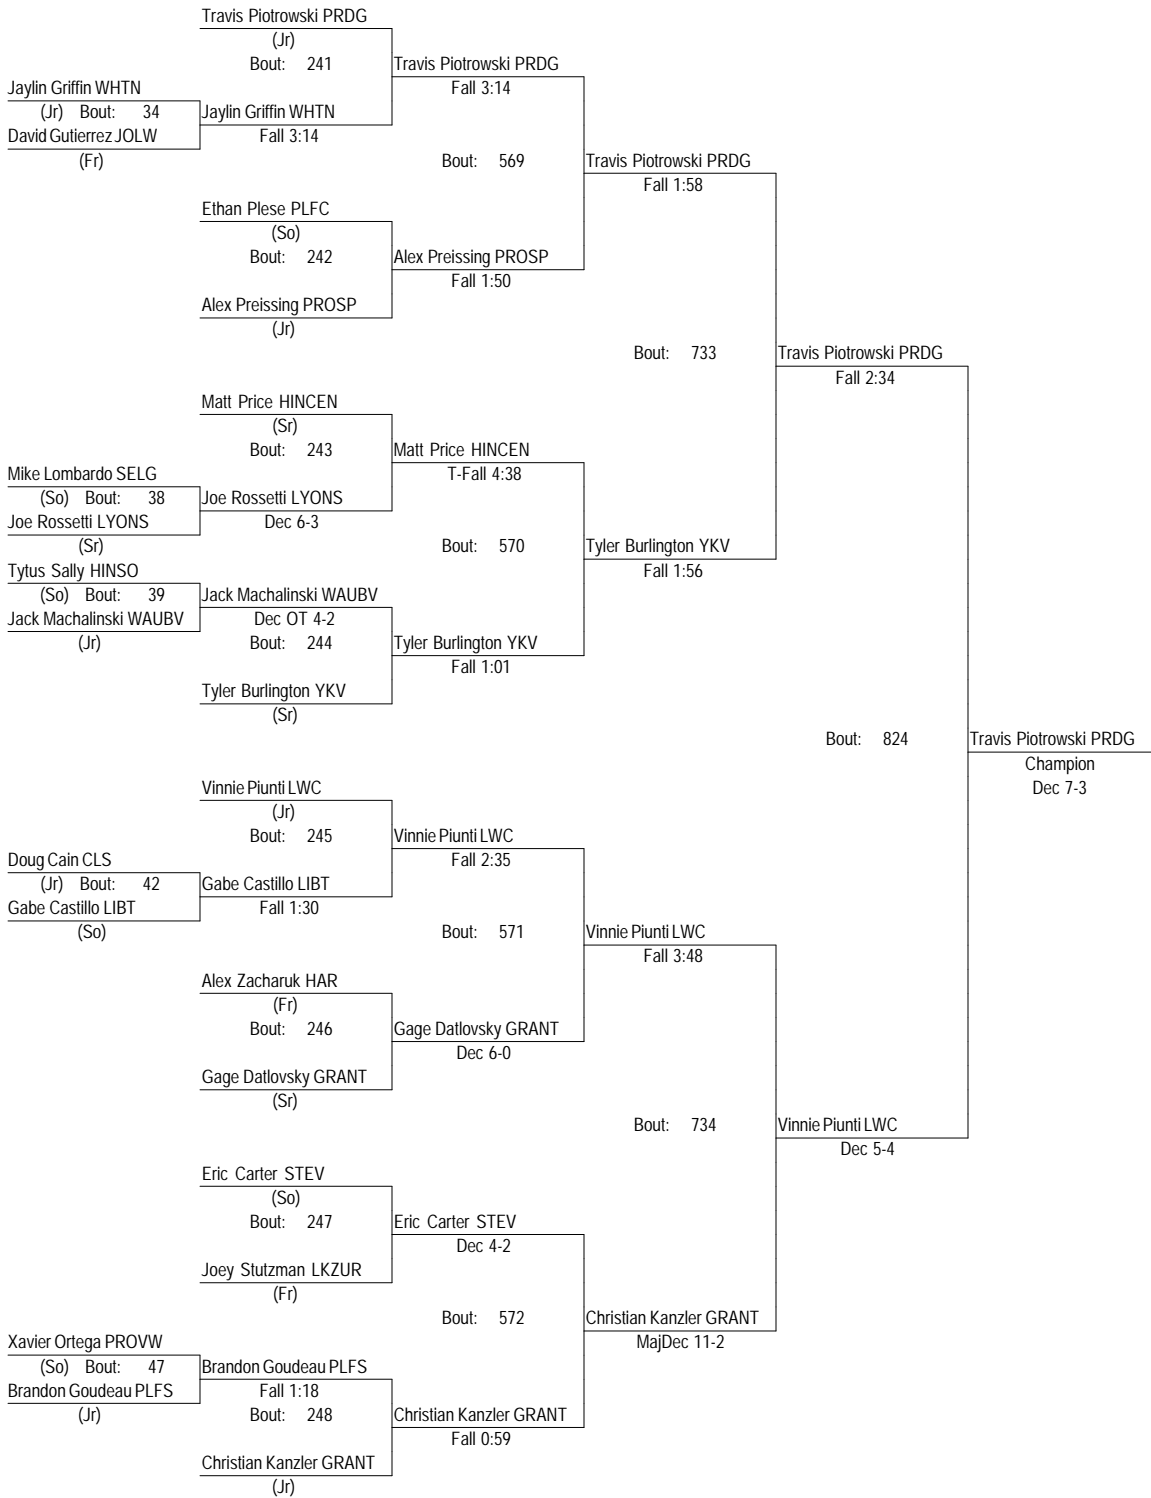 Travis Piotrowski PRDG
(Jr)
Bout: 241
Travis Piotrowski PRDG
Fall 3:14
Jaylin Griffin WHTN
(Jr) Bout: 34
Jaylin Griffin WHTN
David Gutierrez JOLW
Fall 3:14
(Fr)
Bout: 569
Travis Piotrowski PRDG
Fall 1:58
Ethan Plese PLFC
(So)
Bout: 242
Alex Preissing PROSP
Fall 1:50
Alex Preissing PROSP
(Jr)
Bout: 733
Travis Piotrowski PRDG
Fall 2:34
Matt Price HINCEN
(Sr)
Bout: 243
Matt Price HINCEN
T-Fall 4:38
Mike Lombardo SELG
(So) Bout: 38
Joe Rossetti LYONS
Joe Rossetti LYONS
Dec 6-3
(Sr)
Bout: 570
Tyler Burlington YKV
Fall 1:56
Tytus Sally HINSO
(So) Bout: 39
Jack Machalinski WAUBV
Jack Machalinski WAUBV
Dec OT 4-2
(Jr)
Bout: 244
Tyler Burlington YKV
Fall 1:01
Tyler Burlington YKV
(Sr)
Bout: 824
Travis Piotrowski PRDG
Champion
Dec 7-3
Vinnie Piunti LWC
(Jr)
Bout: 245
Vinnie Piunti LWC
Fall 2:35
Doug Cain CLS
(Jr) Bout: 42
Gabe Castillo LIBT
Gabe Castillo LIBT
Fall 1:30
(So)
Bout: 571
Vinnie Piunti LWC
Fall 3:48
Alex Zacharuk HAR
(Fr)
Bout: 246
Gage Datlovsky GRANT
Dec 6-0
Gage Datlovsky GRANT
(Sr)
Bout: 734
Vinnie Piunti LWC
Dec 5-4
Eric Carter STEV
(So)
Bout: 247
Eric Carter STEV
Dec 4-2
Joey Stutzman LKZUR
(Fr)
Bout: 572
Christian Kanzler GRANT
MajDec 11-2
Xavier Ortega PROVW
(So) Bout: 47
Brandon Goudeau PLFS
Brandon Goudeau PLFS
Fall 1:18
(Jr)
Bout: 248
Christian Kanzler GRANT
Fall 0:59
Christian Kanzler GRANT
(Jr)